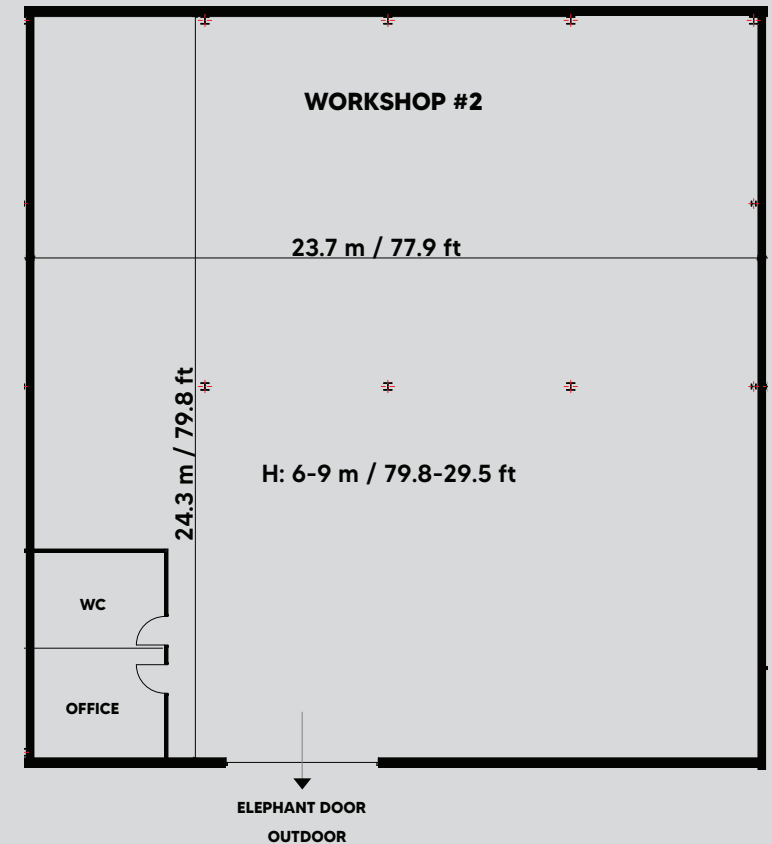 WORKSHOP #2
23.7 m / 77.9 ft
24.3 m / 79.8 ft
H: 6-9 m / 79.8-29.5 ft
WC
OFFICE
ELEPHANT DOOR
OUTDOOR